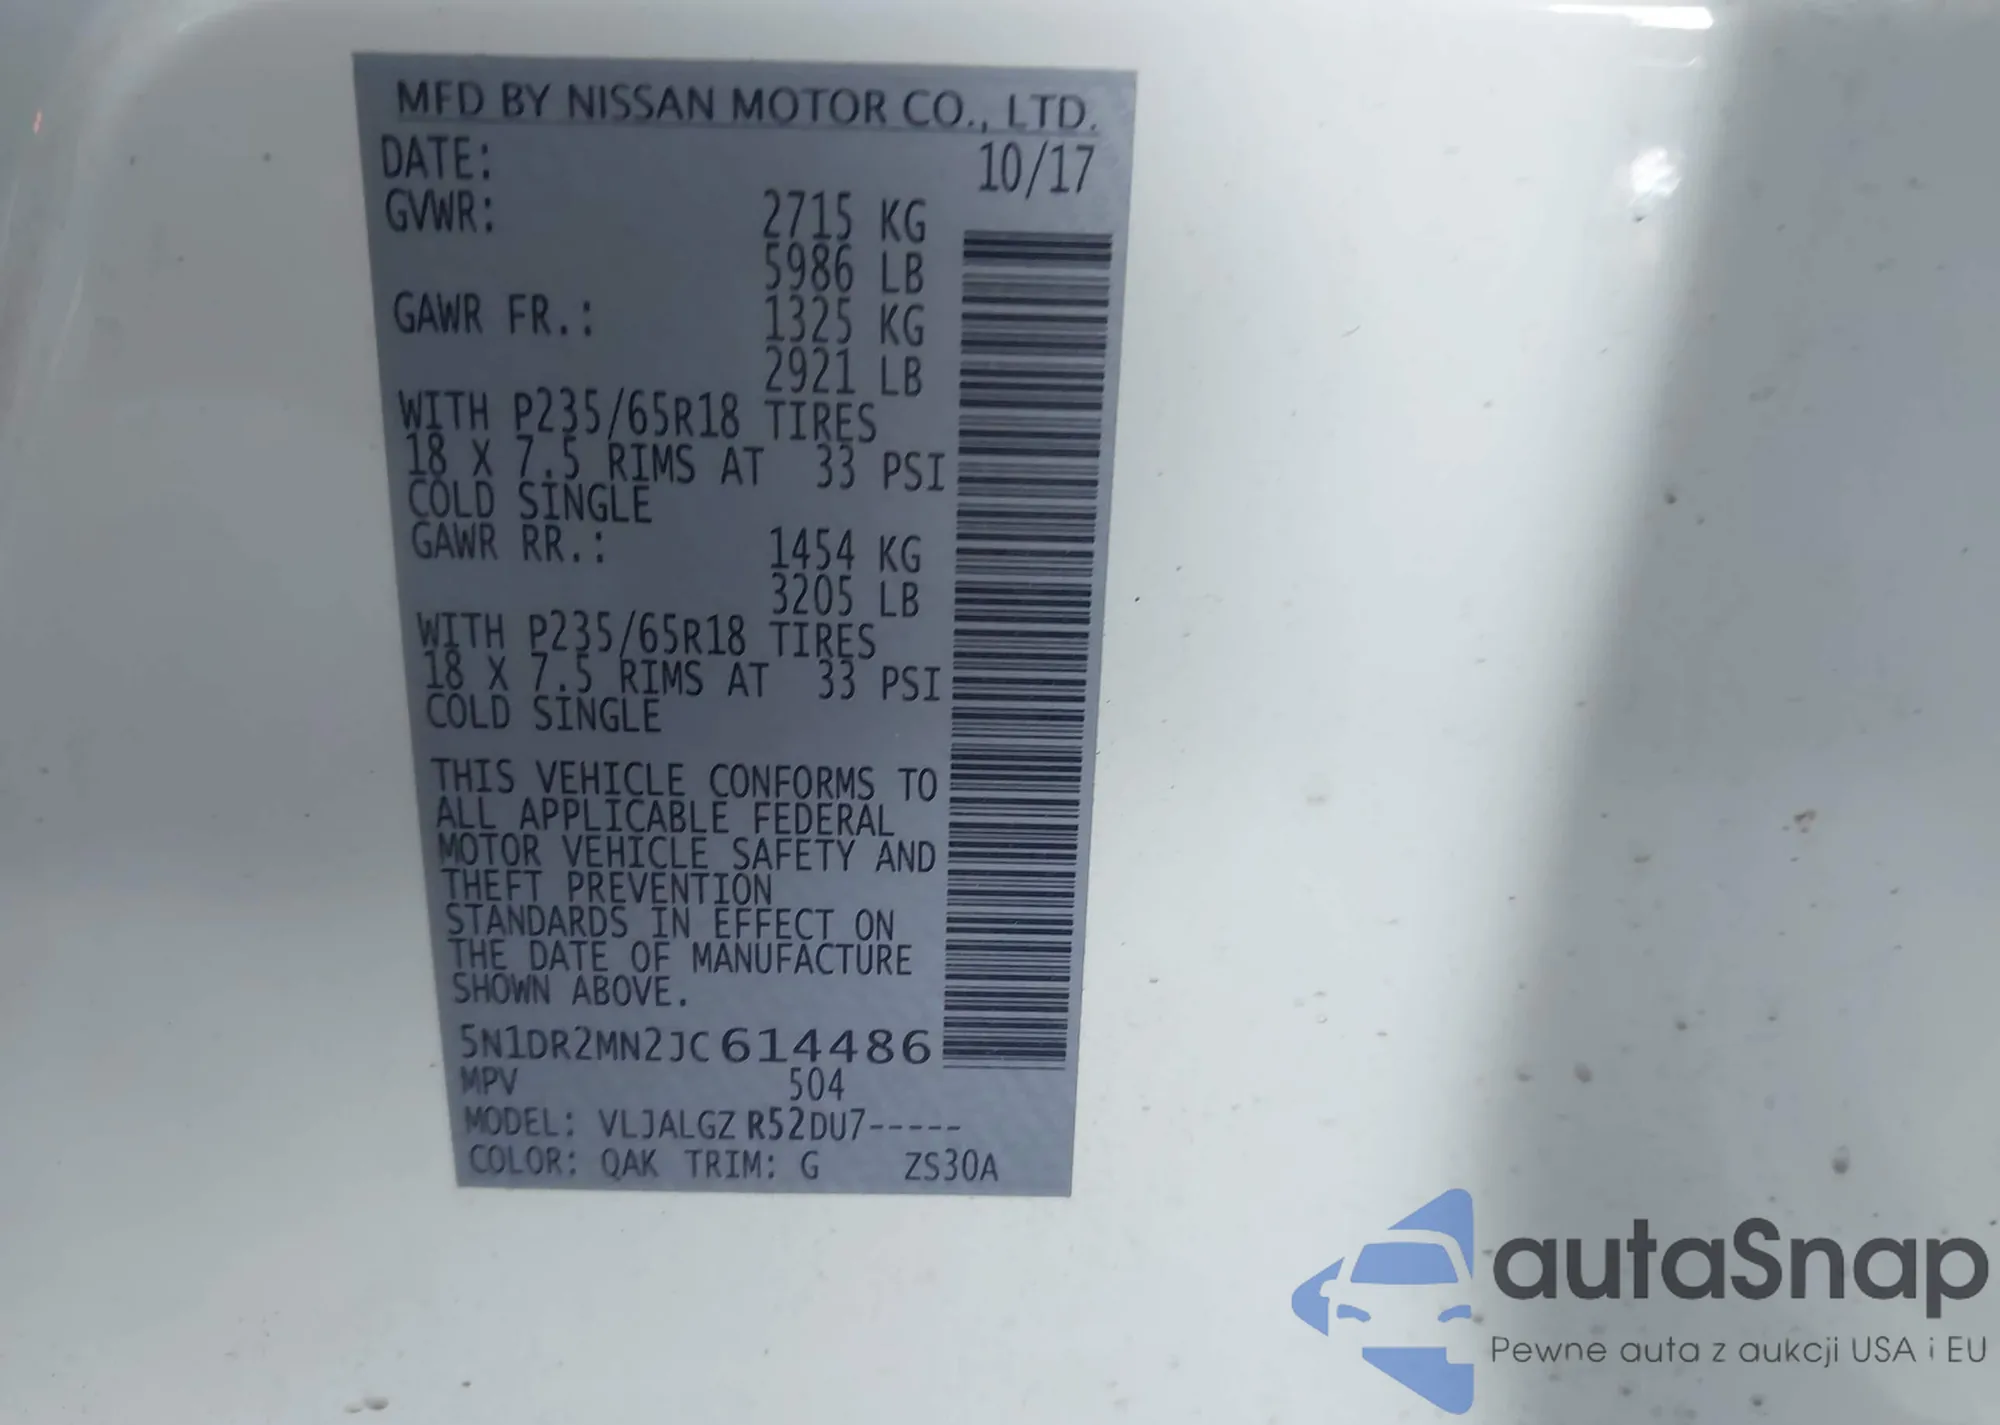 MFD BY NISSAN MOTOR CO., LTD.
DATE: 10/17
GVWR: 2715 KG
5986 LB
GAWR FR.: 1325 KG
2921 LB
WITH P235/65R18 TIRES
18 X 7.5 RIMS AT 33 PSI
COLD SINGLE
GAWR RR.: 1454 KG
3205 LB
WITH P235/65R18 TIRES
18 X 7.5 RIMS AT 33 PSI
COLD SINGLE
THIS VEHICLE CONFORMS TO
ALL APPLICABLE FEDERAL
MOTOR VEHICLE SAFETY AND
THEFT PREVENTION
STANDARDS IN EFFECT ON
THE DATE OF MANUFACTURE
SHOWN ABOVE.
5N1DR2MN2JC614486
MPV 504
MODEL: VLJALGZ R52DU7-----
COLOR: QAK TRIM: G ZS30A
autaSnap
Pewne auta z aukcji USA i EU